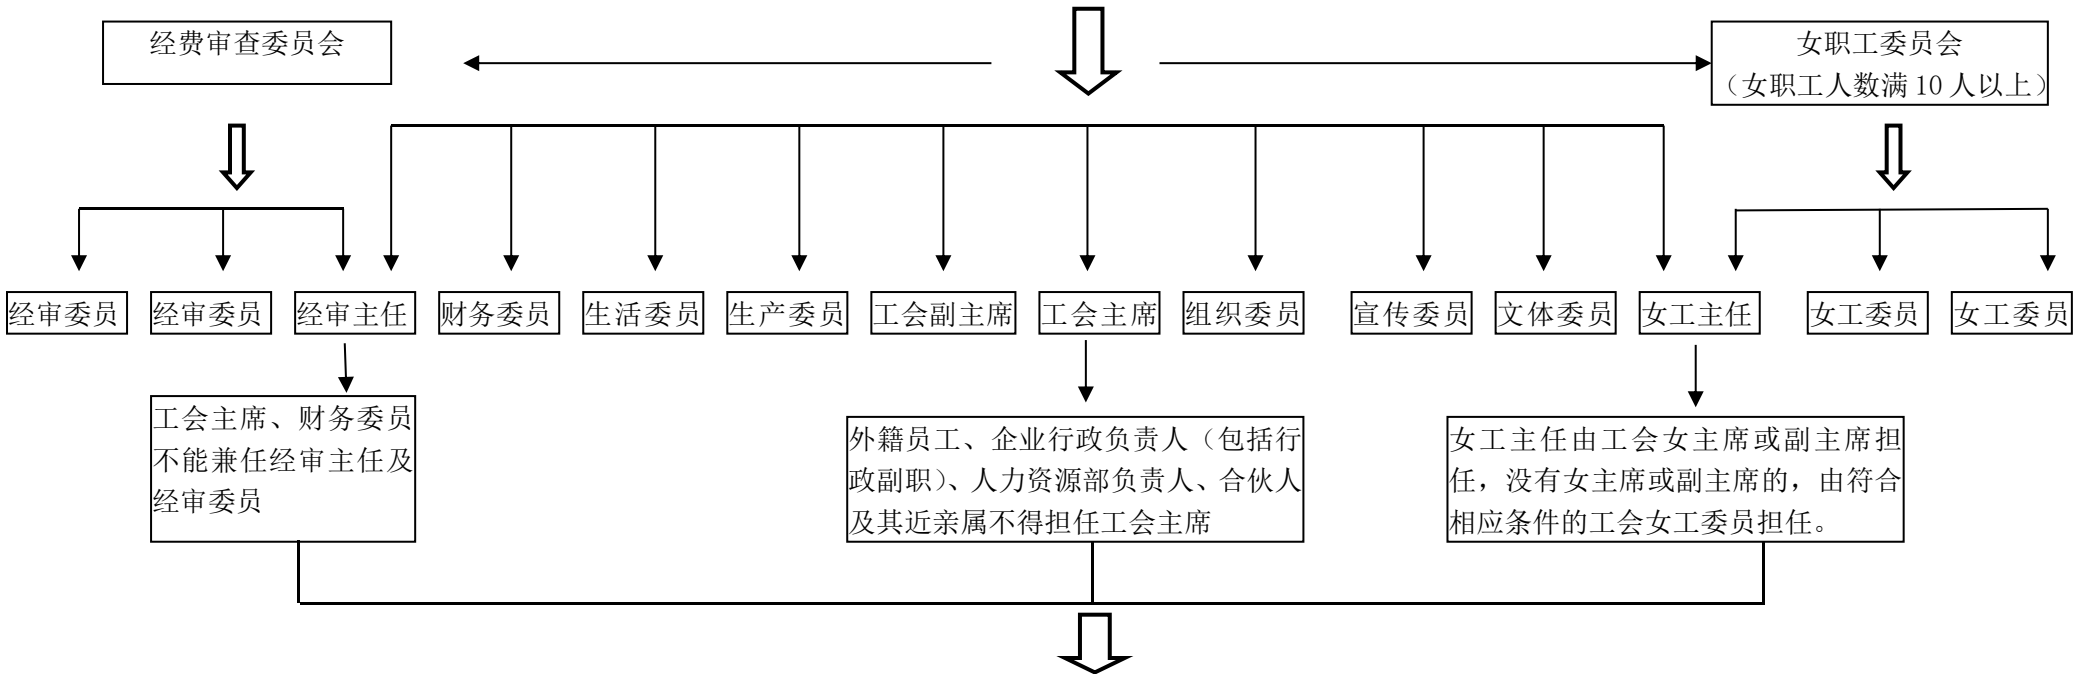 经费审查委员会
女职工委员会
（女职工人数满 10 人以上）
经审委员
经审委员
经审主任
财务委员
生活委员
生产委员
工会副主席
工会主席
组织委员
宣传委员
文体委员
女工主任
女工委员
女工委员
工会主席、财务委员
不能兼任经审主任及
经审委员
外籍员工、企业行政负责人（包括行
政副职）、人力资源部负责人、合伙人
及其近亲属不得担任工会主席
女工主任由工会女主席或副主席担
任，没有女主席或副主席的，由符合
相应条件的工会女工委员担任。